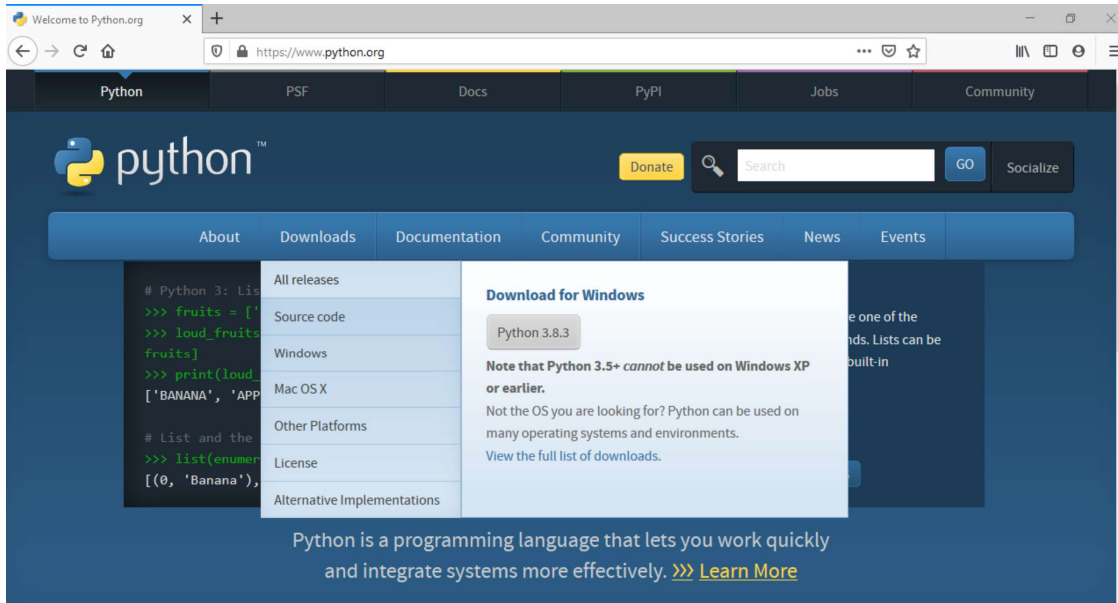 Welcome to Python.org
https://www.python.org
Python PSF Docs PyPI Jobs Community
python™
Donate Search GO Socialize
About Downloads Documentation Community Success Stories News Events
All releases
Source code
Windows
Mac OS X
Other Platforms
License
Alternative Implementations
Download for Windows
Python 3.8.3
Note that Python 3.5+ cannot be used on Windows XP
or earlier.
Not the OS you are looking for? Python can be used on
many operating systems and environments.
View the full list of downloads.
# Python 3: Lis
>>> fruits = ['
>>> loud_fruits
fruits]
>>> print(loud_
['BANANA', 'APP
# List and the
>>> list(enumer
[(0, 'Banana'),
one of the
Lists can be
built-in
Python is a programming language that lets you work quickly
and integrate systems more effectively. >>> Learn More